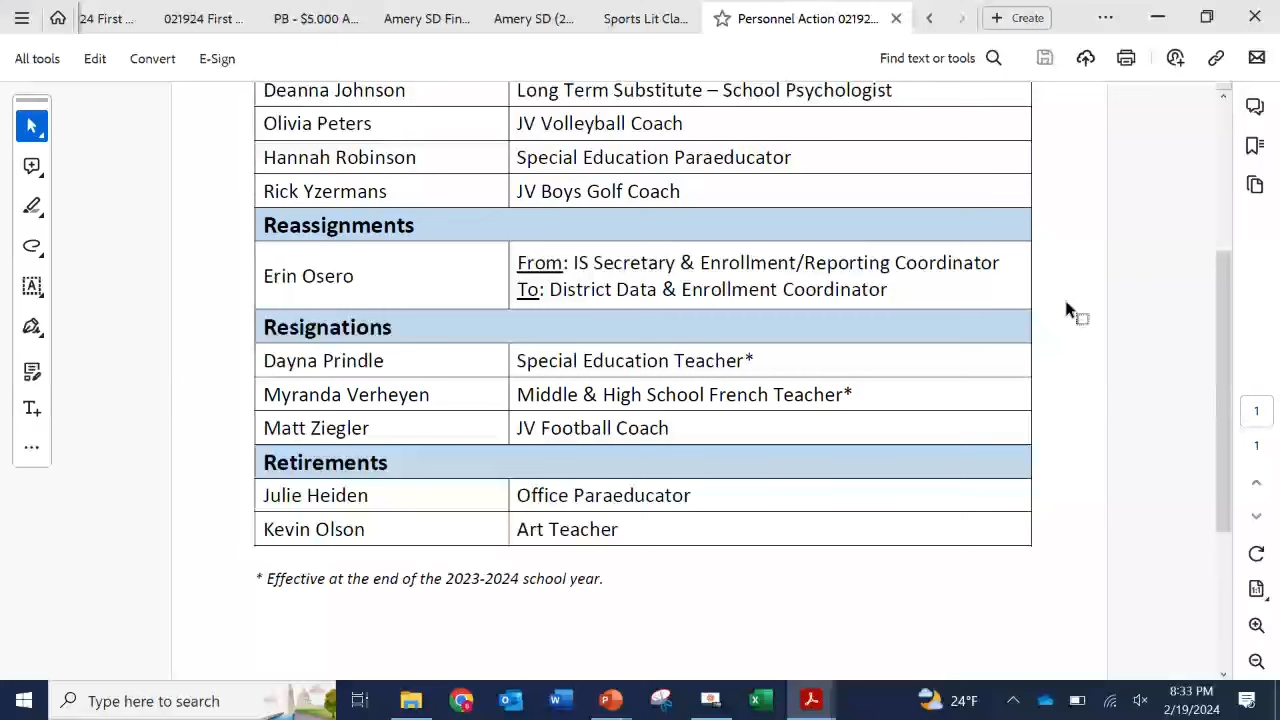 24 First ...
021924 First ...
PB - $5.000 A...
Amery SD Fin...
Amery SD (2...
Sports Lit Cla...
Personnel Action 02192...
Create
All tools
Edit
Convert
E-Sign
Find text or tools
Deanna Johnson Long Term Substitute – School Psychologist
Olivia Peters JV Volleyball Coach
Hannah Robinson Special Education Paraeducator
Rick Yzermans JV Boys Golf Coach
Reassignments
Erin Osero From: IS Secretary & Enrollment/Reporting Coordinator
To: District Data & Enrollment Coordinator
Resignations
Dayna Prindle Special Education Teacher*
Myranda Verheyen Middle & High School French Teacher*
Matt Ziegler JV Football Coach
Retirements
Julie Heiden Office Paraeducator
Kevin Olson Art Teacher
* Effective at the end of the 2023-2024 school year.
1
1
Type here to search
24°F
8:33 PM
2/19/2024